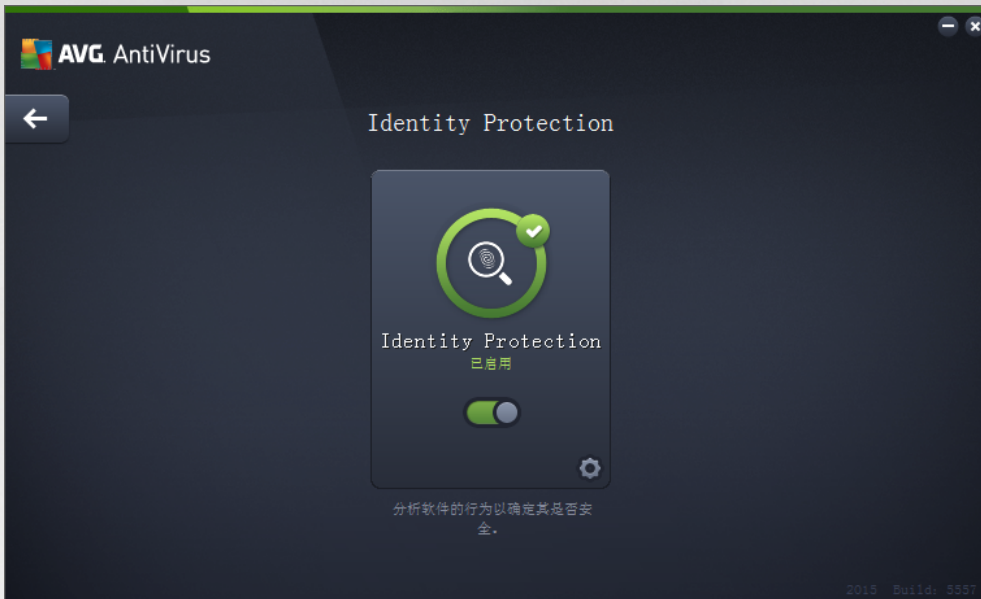 AVG. AntiVirus
Identity Protection
Identity Protection
已启用
分析软件的行为以确定其是否安
全。
2015 Build: 5557